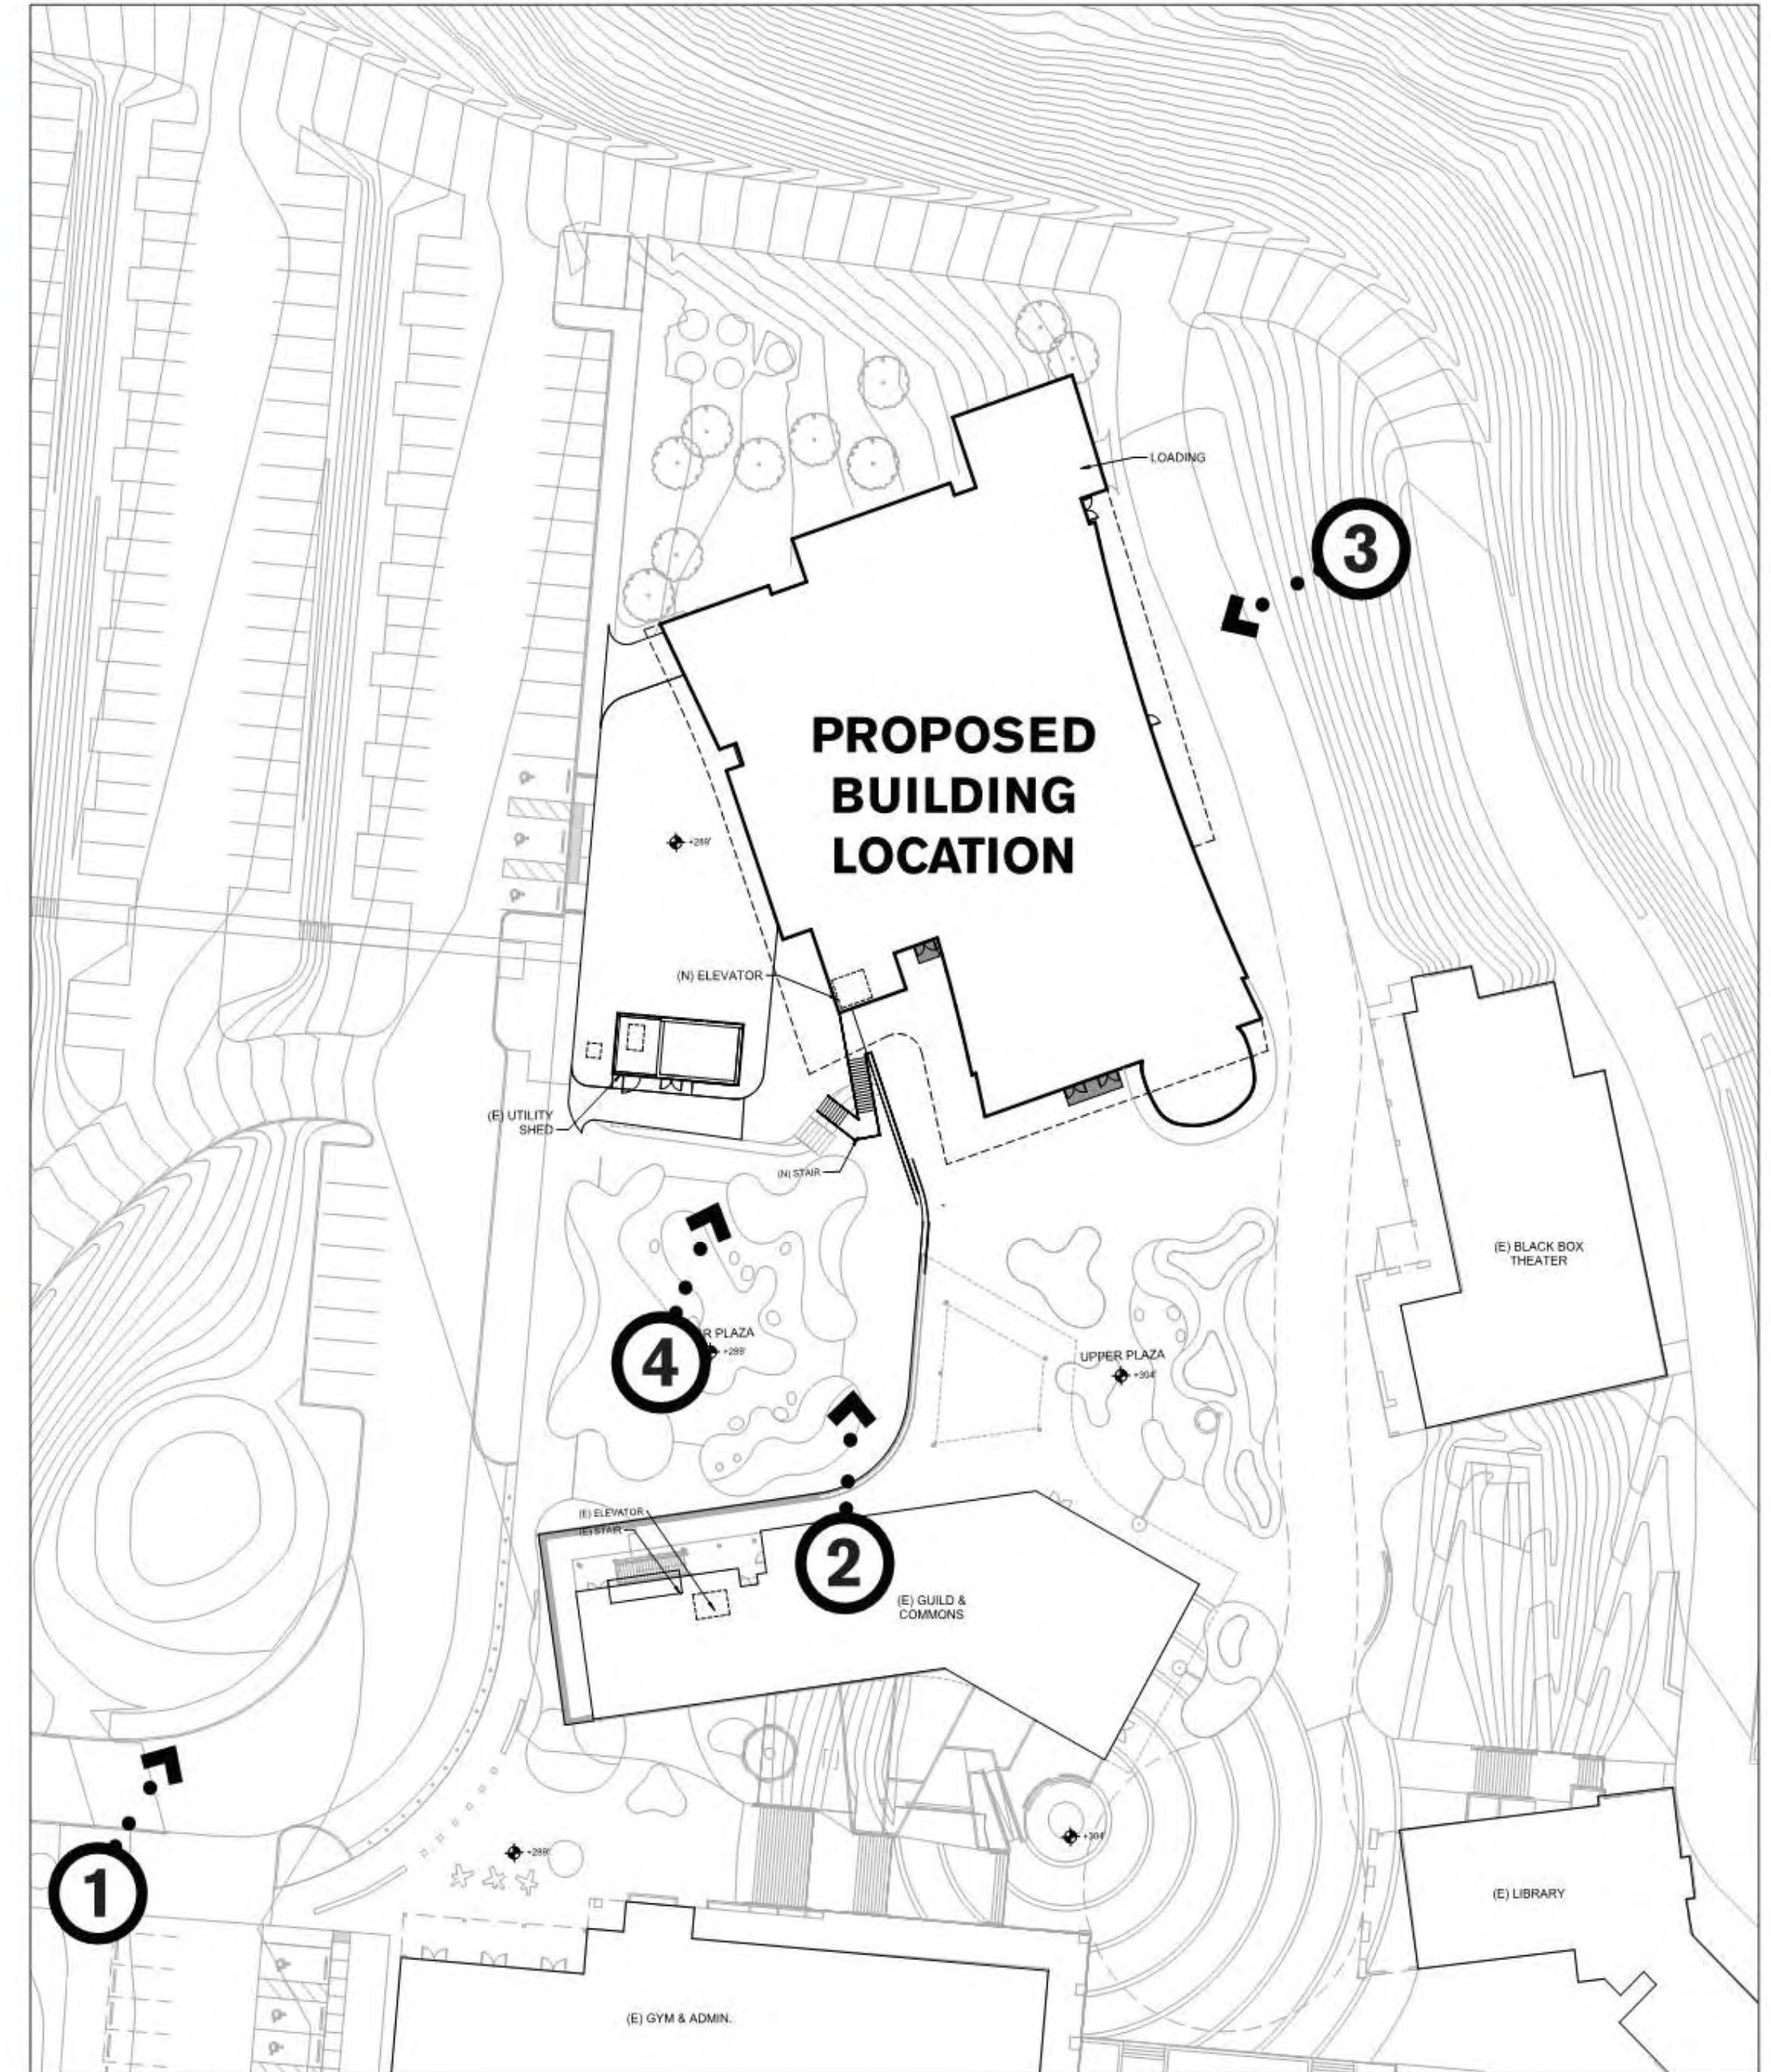 LOADING
3
PROPOSED
BUILDING
LOCATION
+289'
(N) ELEVATOR
(E) UTILITY
SHED
(N) STAIR
(E) BLACK BOX
THEATER
R PLAZA
+289'
4
UPPER PLAZA
+304'
(E) ELEVATOR
(E) STAIR
2
(E) GUILD &
COMMONS
1
+289'
+304'
(E) LIBRARY
(E) GYM & ADMIN.